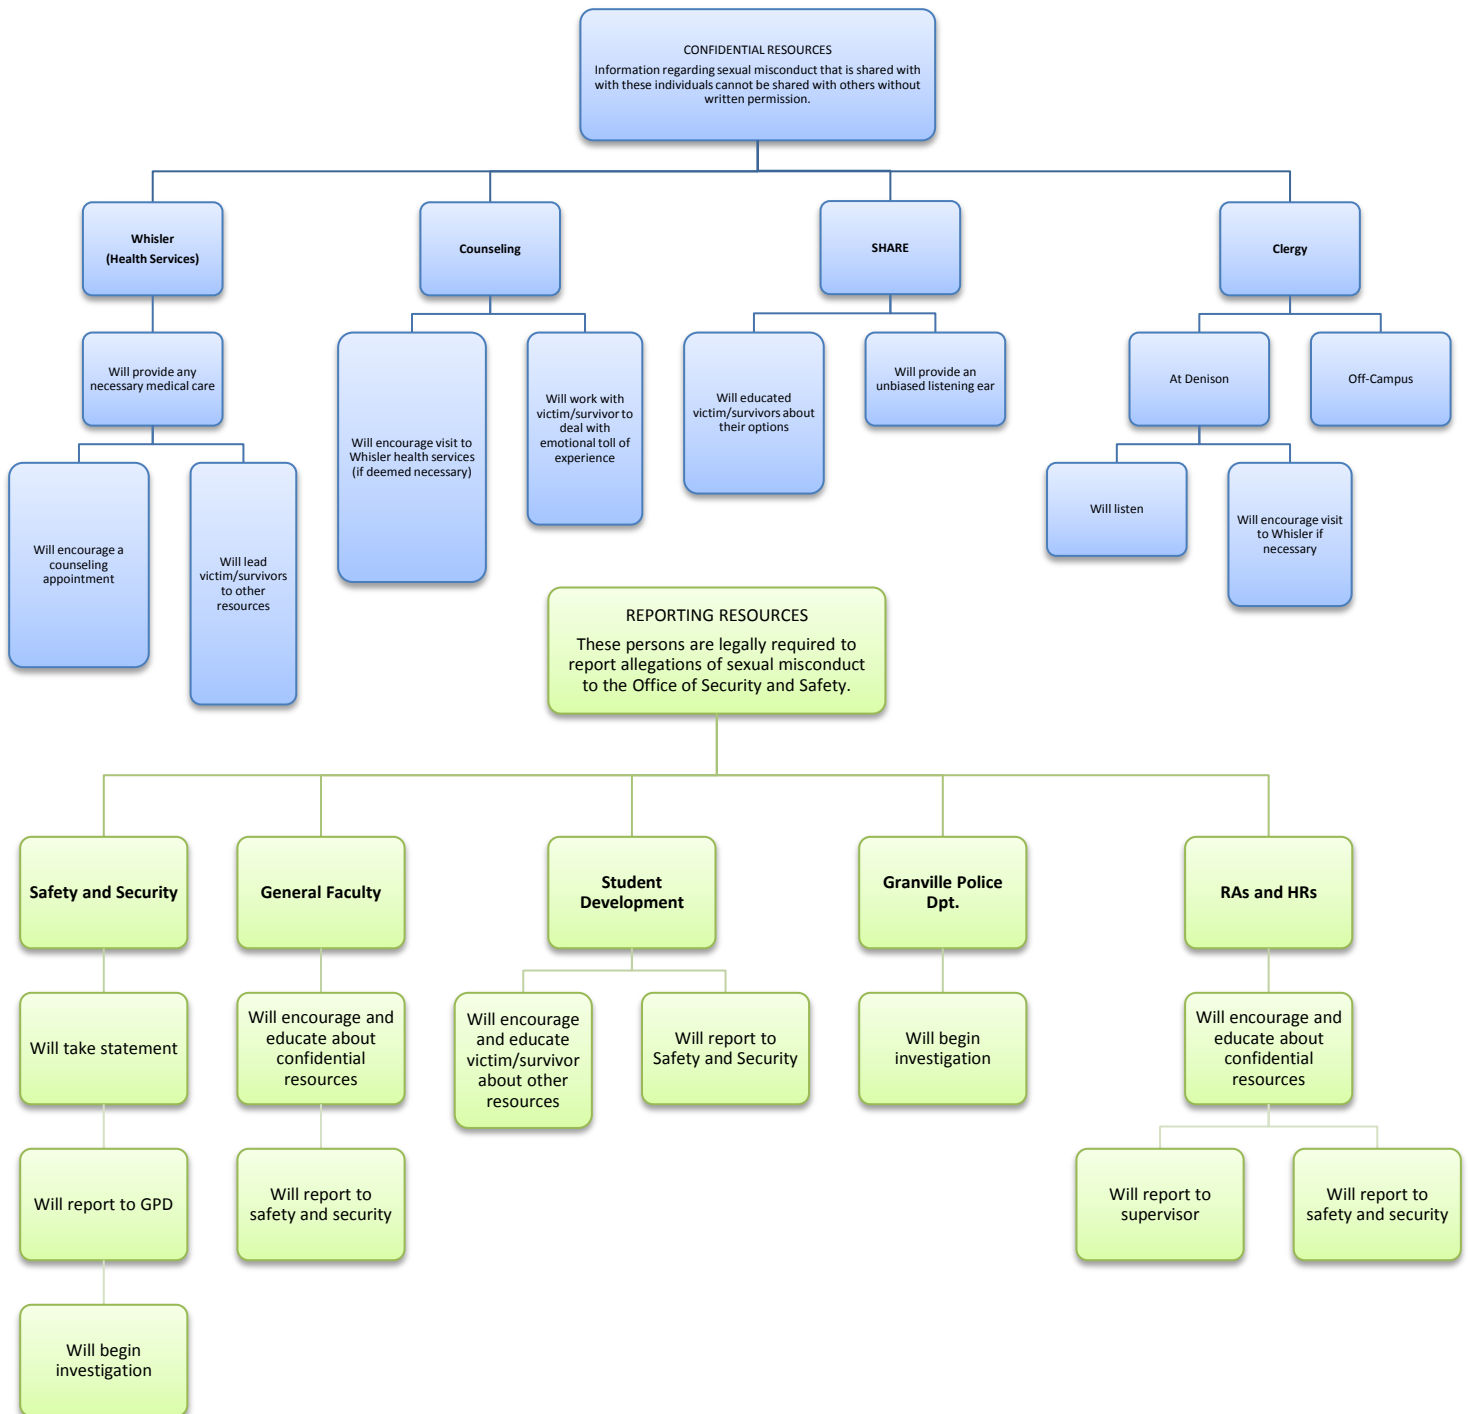 CONFIDENTIAL RESOURCES
Information regarding sexual misconduct that is shared with
with these individuals cannot be shared with others without
written permission.
Whisler
(Health Services)
Counseling
SHARE
Clergy
Will provide any
necessary medical care
Will encourage a
counseling
appointment
Will lead
victim/survivors
to other
resources
Will encourage visit to
Whisler health services
(if deemed necessary)
Will work with
victim/survivor to
deal with
emotional toll of
experience
Will educated
victim/survivors about
their options
Will provide an
unbiased listening ear
At Denison
Off-Campus
Will listen
Will encourage visit
to Whisler if
necessary
REPORTING RESOURCES
These persons are legally required to
report allegations of sexual misconduct
to the Office of Security and Safety.
Safety and Security
General Faculty
Student
Development
Granville Police
Dpt.
RAs and HRs
Will take statement
Will report to GPD
Will begin
investigation
Will encourage and
educate about
confidential
resources
Will report to
safety and security
Will encourage
and educate
victim/survivor
about other
resources
Will report to
Safety and Security
Will begin
investigation
Will encourage and
educate about
confidential
resources
Will report to
supervisor
Will report to
safety and security